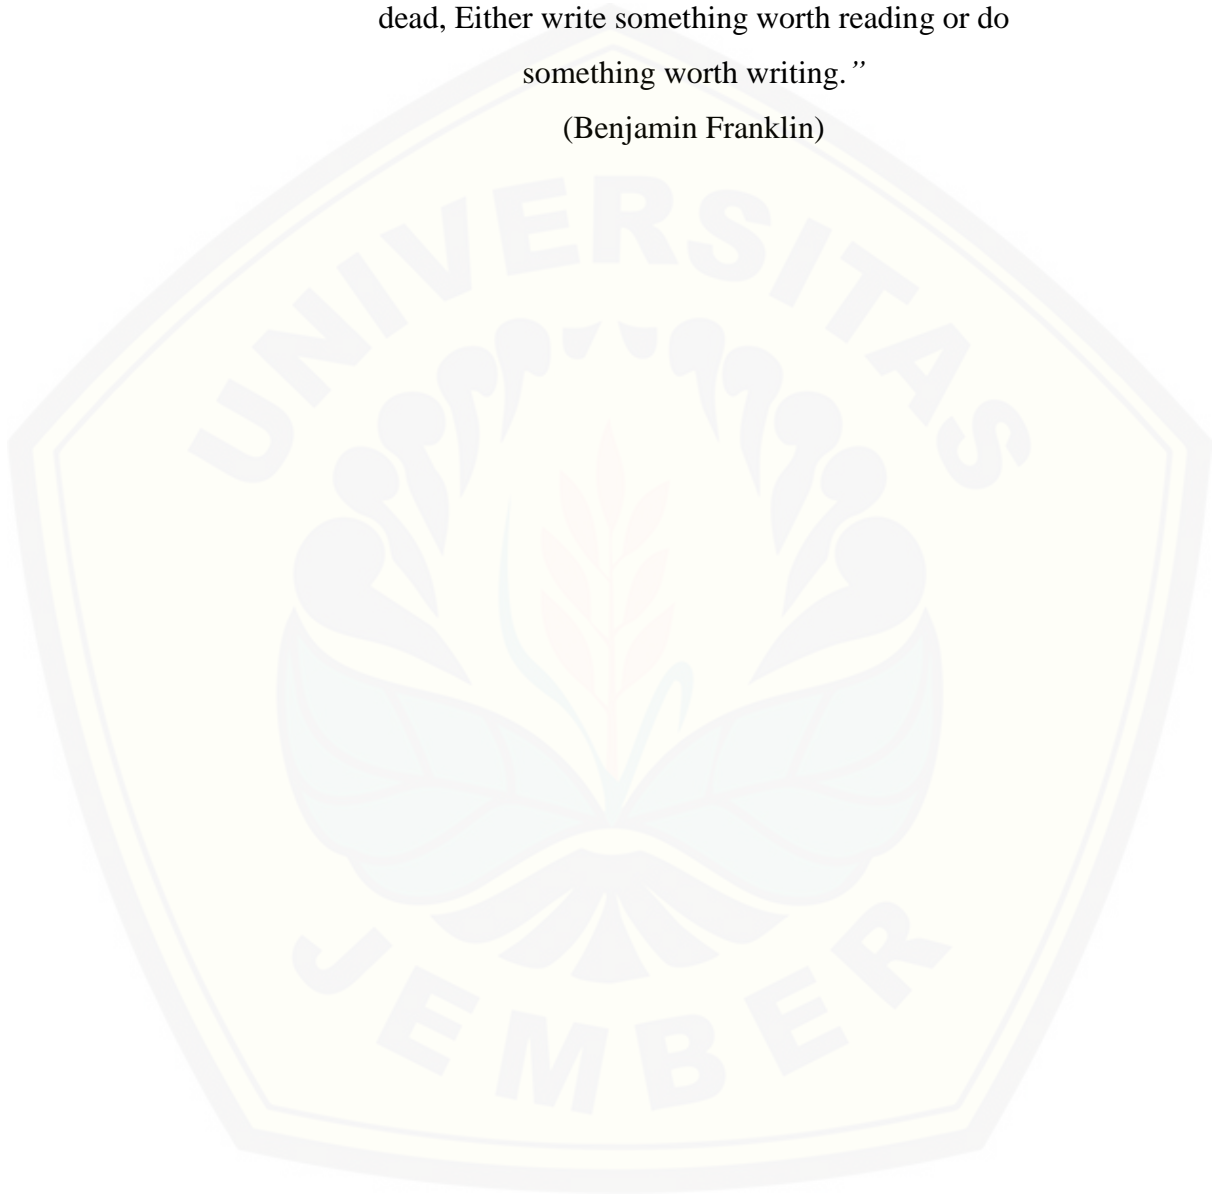 dead, Either write something worth reading or do
something worth writing.”
(Benjamin Franklin)
UNIVERSITAS
JEMBER